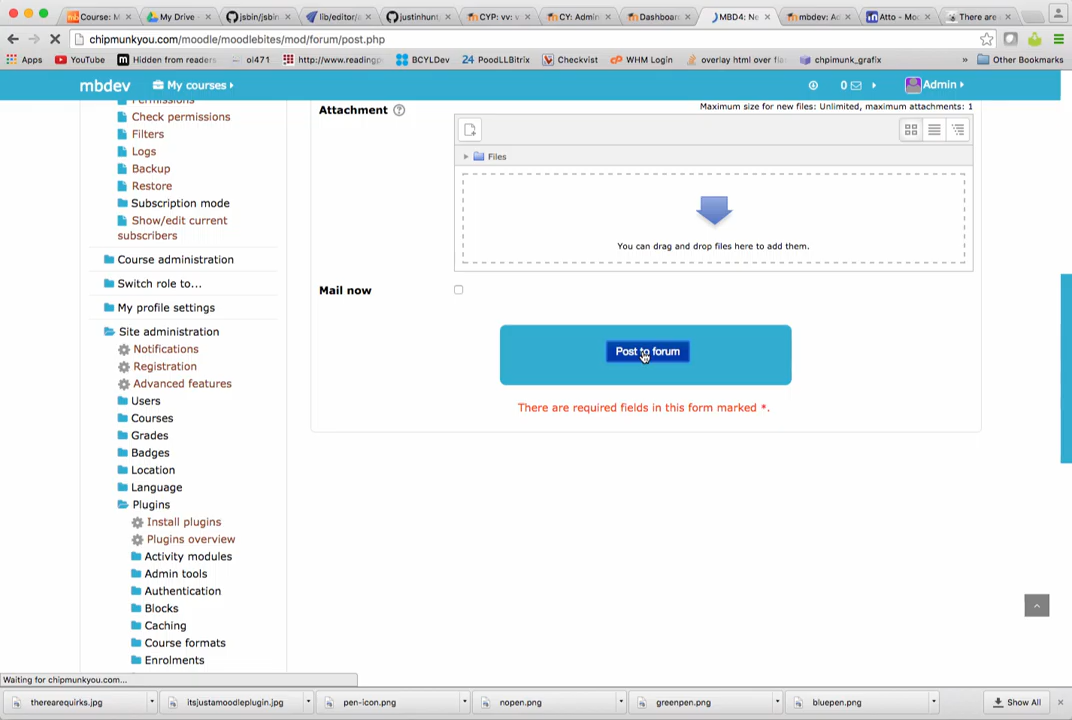 Course: M
My Drive
jsbin/jsbin
lib/editor/a
justinhunt
CYP: vv: v
CY: Admin
Dashboard
MBD4: Ne
mbdev: Ac
Atto - Moo
There are
chipmunkyou.com/moodle/moodlebites/mod/forum/post.php
Apps
YouTube
Hidden from readers
ol471
http://www.readingp
BCYLDev
PoodLLBitrix
Checkvist
WHM Login
overlay html over fla
chpimunk_grafix
»
Other Bookmarks
mbdev
My courses
0
Admin
Permissions
Check permissions
Filters
Logs
Backup
Restore
Subscription mode
Show/edit current
subscribers
Course administration
Switch role to...
My profile settings
Site administration
Notifications
Registration
Advanced features
Users
Courses
Grades
Badges
Location
Language
Plugins
Install plugins
Plugins overview
Activity modules
Admin tools
Authentication
Blocks
Caching
Course formats
Enrolments
Attachment
Maximum size for new files: Unlimited, maximum attachments: 1
Files
You can drag and drop files here to add them.
Mail now
Post to forum
There are required fields in this form marked *.
Waiting for chipmunkyou.com...
therearequirks.jpg
itsjustamoodleplugin.jpg
pen-icon.png
nopen.png
greenpen.png
bluepen.png
Show All